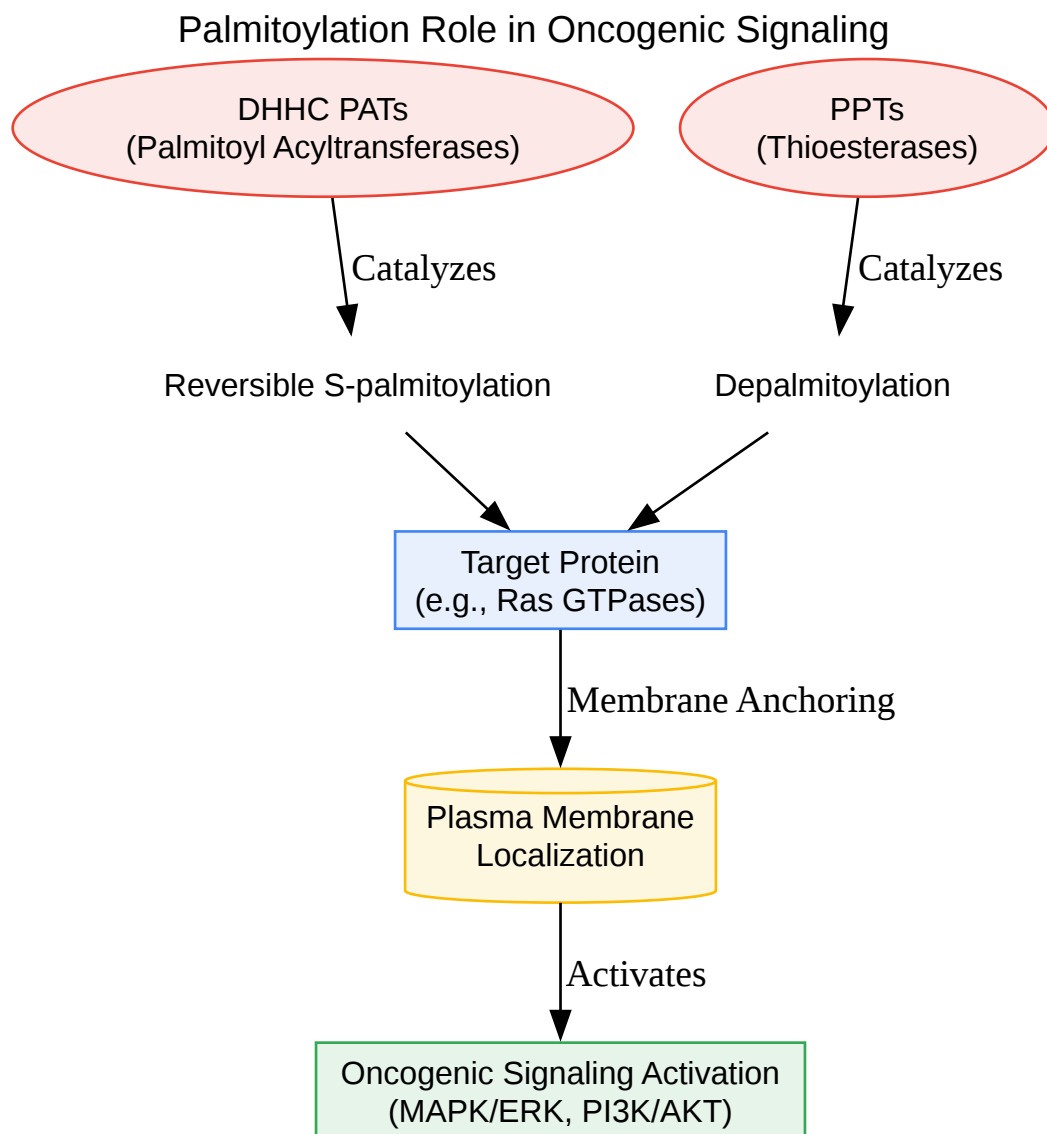 Palmitoylation Role in Oncogenic Signaling
DHHC PATs
(Palmitoyl Acyltransferases)
PPTs
(Thioesterases)
Catalyzes
Catalyzes
Reversible S-palmitoylation
Depalmitoylation
Target Protein
(e.g., Ras GTPases)
Membrane Anchoring
Plasma Membrane
Localization
Activates
Oncogenic Signaling Activation
(MAPK/ERK, PI3K/AKT)